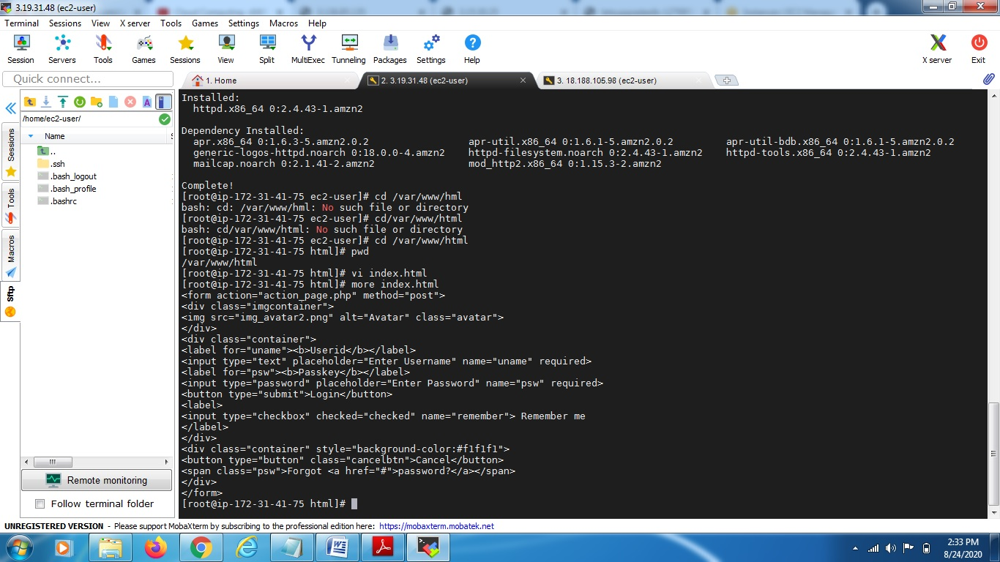 3.19.31.48 (ec2-user)
Terminal Sessions View X server Tools Games Settings Macros Help
Session Servers Tools Games Sessions View Split MultiExec Tunneling Packages Settings Help X server Exit
Quick connect...
1. Home
2. 3.19.31.48 (ec2-user)
3. 18.188.105.98 (ec2-user)
/home/ec2-user/
Name
..
.ssh
.bash_logout
.bash_profile
.bashrc
Sessions
Tools
Macros
Sftp
Remote monitoring
Follow terminal folder
Installed:
httpd.x86_64 0:2.4.43-1.amzn2
Dependency Installed:
apr.x86_64 0:1.6.3-5.amzn2.0.2 apr-util.x86_64 0:1.6.1-5.amzn2.0.2 apr-util-bdb.x86_64 0:1.6.1-5.amzn2.0.2
generic-logos-httpd.noarch 0:18.0.0-4.amzn2 httpd-filesystem.noarch 0:2.4.43-1.amzn2 httpd-tools.x86_64 0:2.4.43-1.amzn2
mailcap.noarch 0:2.1.41-2.amzn2 mod_http2.x86_64 0:1.15.3-2.amzn2
Complete!
[root@ip-172-31-41-75 ec2-user]# cd /var/www/hml
bash: cd: /var/www/hml: No such file or directory
[root@ip-172-31-41-75 ec2-user]# cd/var/www/html
bash: cd/var/www/html: No such file or directory
[root@ip-172-31-41-75 ec2-user]# cd /var/www/html
[root@ip-172-31-41-75 html]# pwd
/var/www/html
[root@ip-172-31-41-75 html]# vi index.html
[root@ip-172-31-41-75 html]# more index.html
<form action="action_page.php" method="post">
<div class="imgcontainer">
<img src="img_avatar2.png" alt="Avatar" class="avatar">
</div>
<div class="container">
<label for="uname"><b>Userid</b></label>
<input type="text" placeholder="Enter Username" name="uname" required>
<label for="psw"><b>Passkey</b></label>
<input type="password" placeholder="Enter Password" name="psw" required>
<button type="submit">Login</button>
<label>
<input type="checkbox" checked="checked" name="remember"> Remember me
</label>
</div>
<div class="container" style="background-color:#f1f1f1">
<button type="button" class="cancelbtn">Cancel</button>
<span class="psw">Forgot <a href="#">password?</a></span>
</div>
</form>
[root@ip-172-31-41-75 html]#
UNREGISTERED VERSION - Please support MobaXterm by subscribing to the professional edition here: https://mobaxterm.mobatek.net
2:33 PM
8/24/2020